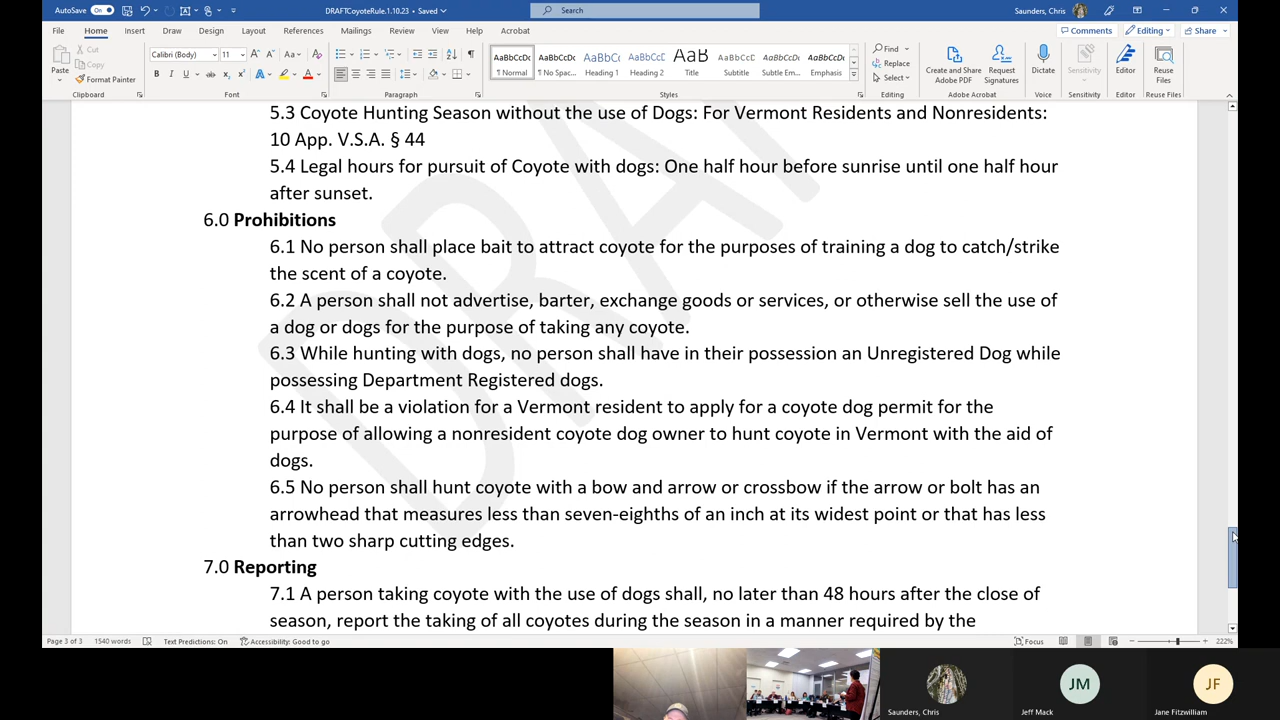 AutoSave On DRAFTCoyoteRule.1.10.23 • Saved Search Saunders, Chris
File Home Insert Draw Design Layout References Mailings Review View Help Acrobat Comments Editing Share
Paste Cut Copy Format Painter
Calibri (Body) 11
AaBbCcDc AaBbCcDc AaBbCc AaBbCcD AaB AaBbCcD AaBbCcDc AaBbCcDc
¶ Normal ¶ No Spac... Heading 1 Heading 2 Title Subtitle Subtle Em... Emphasis
Find Replace Select
Create and Share Adobe PDF Request Signatures Dictate Sensitivity Editor Reuse Files
Clipboard Font Paragraph Styles Editing Adobe Acrobat Voice Sensitivity Editor Reuse Files
DRAFT
5.3 Coyote Hunting Season without the use of Dogs: For Vermont Residents and Nonresidents:
10 App. V.S.A. § 44
5.4 Legal hours for pursuit of Coyote with dogs: One half hour before sunrise until one half hour
after sunset.
6.0 Prohibitions
6.1 No person shall place bait to attract coyote for the purposes of training a dog to catch/strike
the scent of a coyote.
6.2 A person shall not advertise, barter, exchange goods or services, or otherwise sell the use of
a dog or dogs for the purpose of taking any coyote.
6.3 While hunting with dogs, no person shall have in their possession an Unregistered Dog while
possessing Department Registered dogs.
6.4 It shall be a violation for a Vermont resident to apply for a coyote dog permit for the
purpose of allowing a nonresident coyote dog owner to hunt coyote in Vermont with the aid of
dogs.
6.5 No person shall hunt coyote with a bow and arrow or crossbow if the arrow or bolt has an
arrowhead that measures less than seven-eighths of an inch at its widest point or that has less
than two sharp cutting edges.
7.0 Reporting
7.1 A person taking coyote with the use of dogs shall, no later than 48 hours after the close of
season, report the taking of all coyotes during the season in a manner required by the
Page 3 of 3 1540 words Text Predictions: On Accessibility: Good to go Focus 222%
JM JF
Saunders, Chris Jeff Mack Jane Fitzwilliam